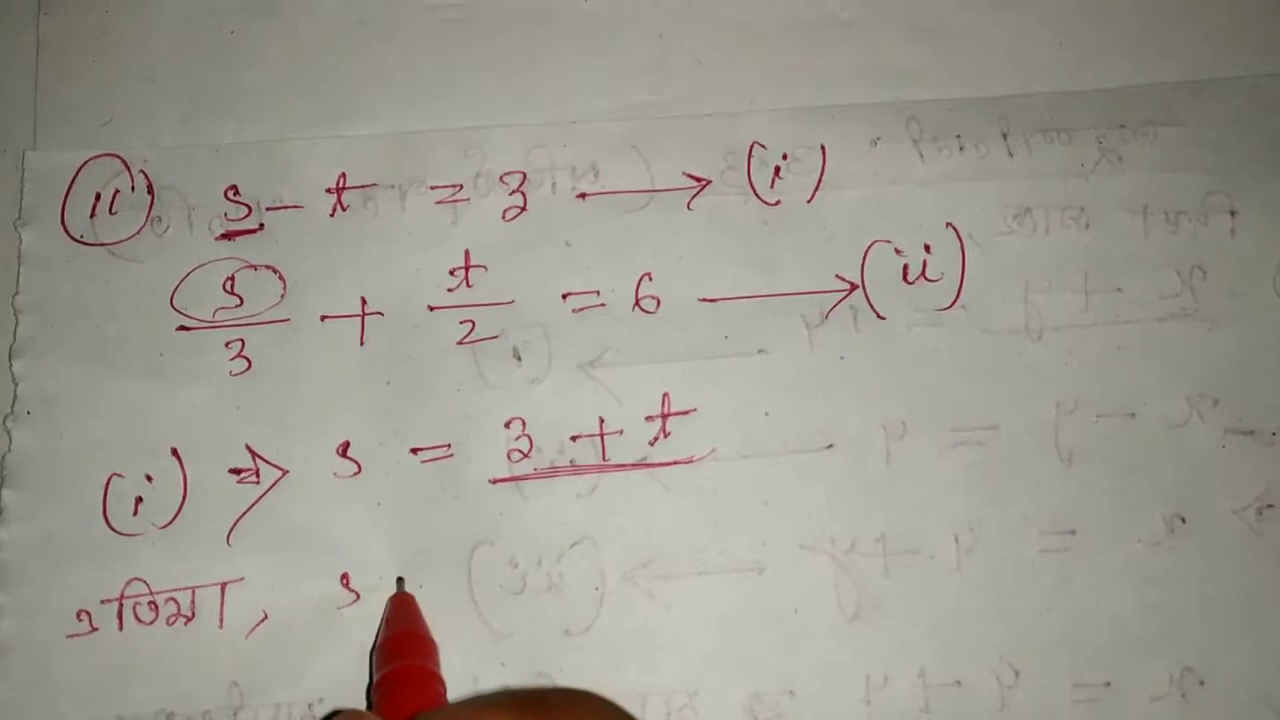 (ii) s - t = 3 → (i)
s/3 + t/2 = 6 → (ii)
(i) ⇒ s = 3 + t
এতিয়া, s